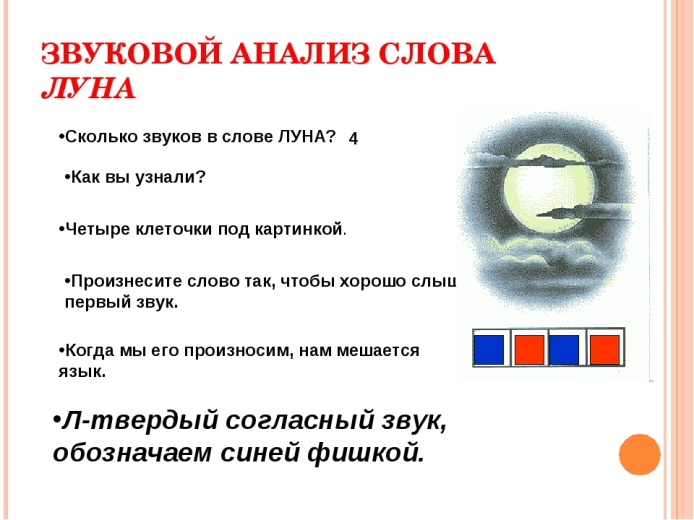 ЗВУКОВОЙ АНАЛИЗ СЛОВА
ЛУНА
•Сколько звуков в слове ЛУНА? 4
•Как вы узнали?
•Четыре клеточки под картинкой.
•Произнесите слово так, чтобы хорошо слыш
первый звук.
•Когда мы его произносим, нам мешается
язык.
•Л-твердый согласный звук,
обозначаем синей фишкой.